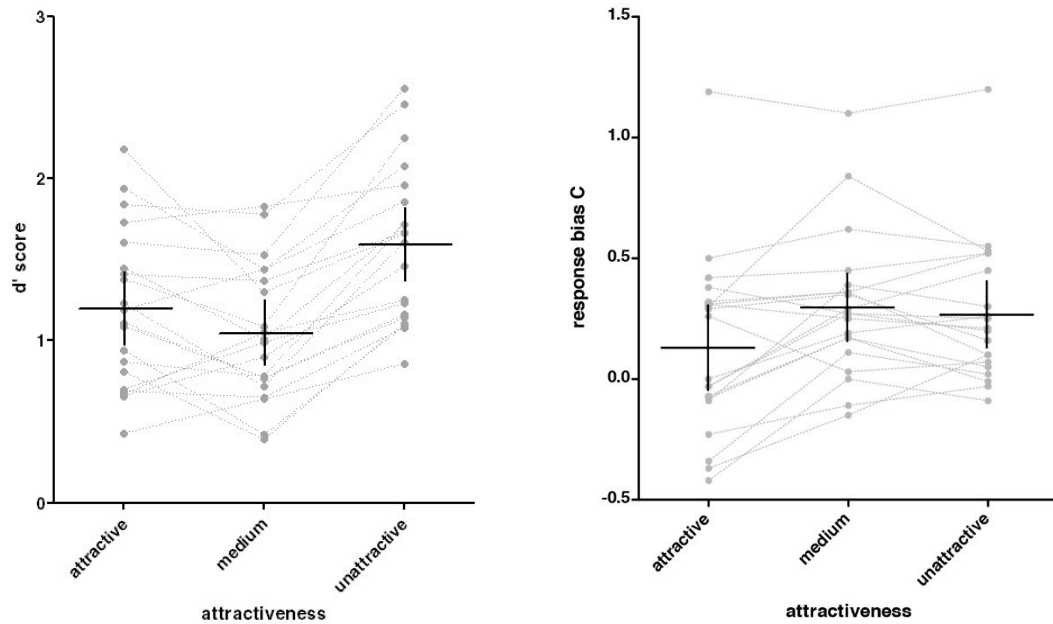 3
2
1
0
d' score
attractive
medium
unattractive
attractiveness
1.5
1.0
0.5
0.0
-0.5
response bias C
attractive
medium
unattractive
attractiveness